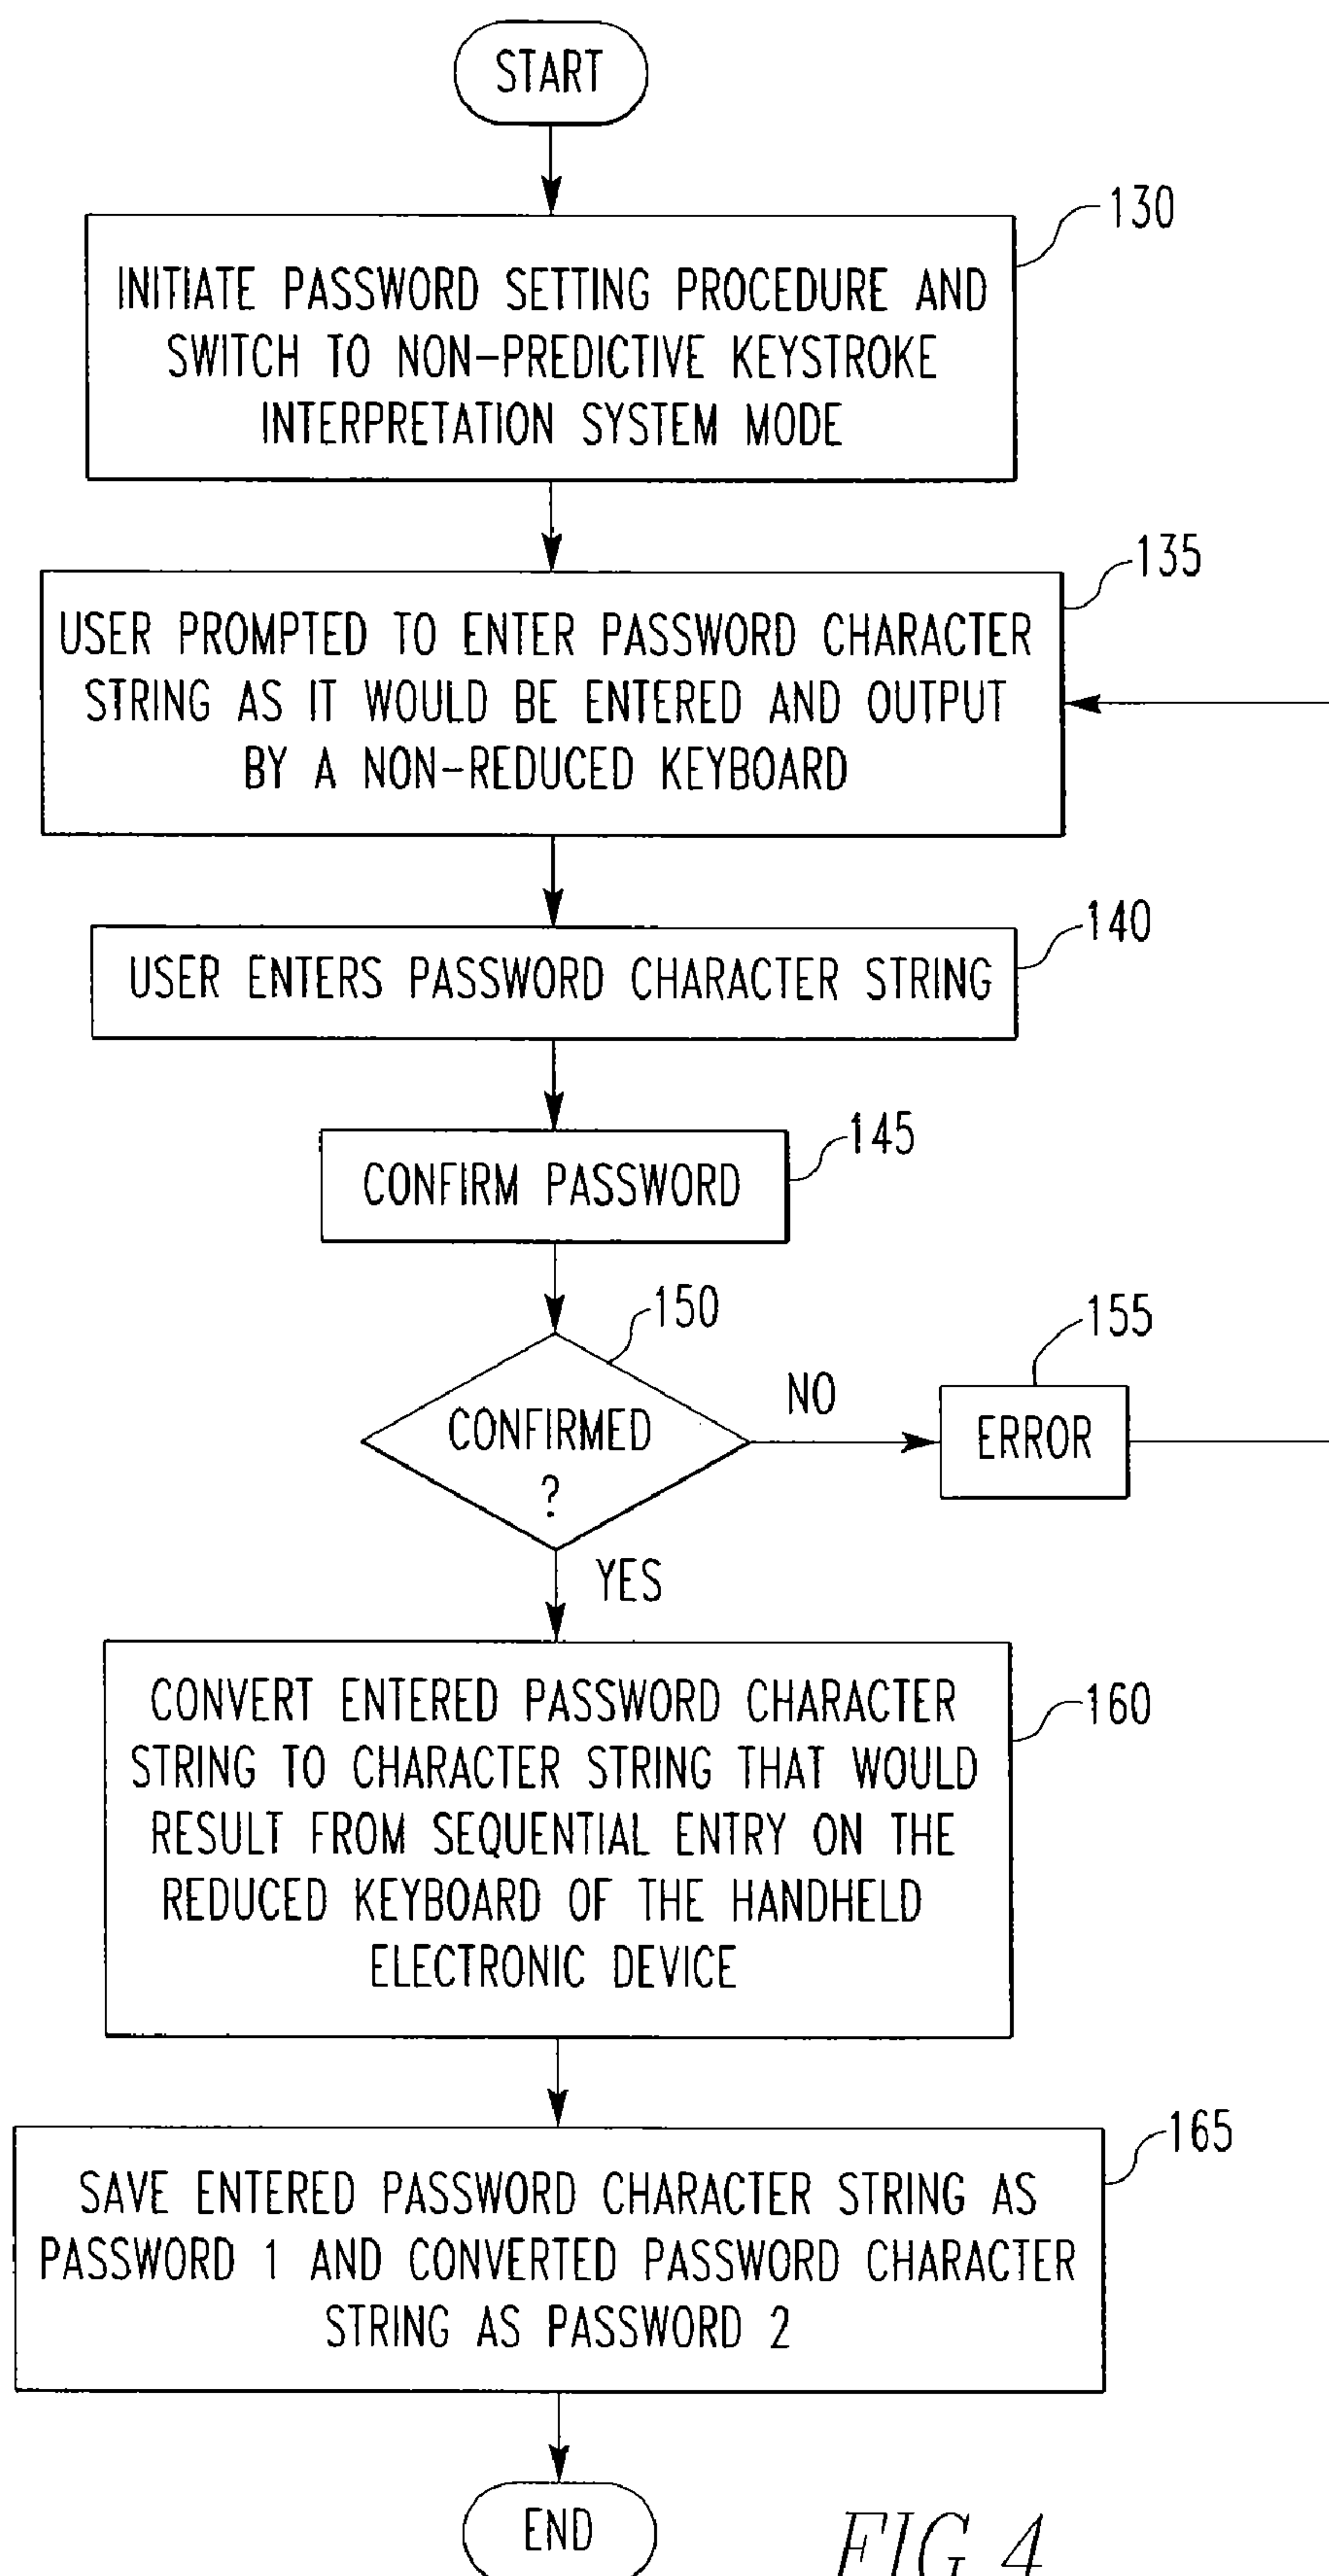 START
130
INITIATE PASSWORD SETTING PROCEDURE AND
SWITCH TO NON-PREDICTIVE KEYSTROKE
INTERPRETATION SYSTEM MODE
135
USER PROMPTED TO ENTER PASSWORD CHARACTER
STRING AS IT WOULD BE ENTERED AND OUTPUT
BY A NON-REDUCED KEYBOARD
140
USER ENTERS PASSWORD CHARACTER STRING
145
CONFIRM PASSWORD
150
CONFIRMED
?
NO
155
ERROR
YES
160
CONVERT ENTERED PASSWORD CHARACTER
STRING TO CHARACTER STRING THAT WOULD
RESULT FROM SEQUENTIAL ENTRY ON THE
REDUCED KEYBOARD OF THE HANDHELD
ELECTRONIC DEVICE
165
SAVE ENTERED PASSWORD CHARACTER STRING AS
PASSWORD 1 AND CONVERTED PASSWORD CHARACTER
STRING AS PASSWORD 2
END
FIG 4